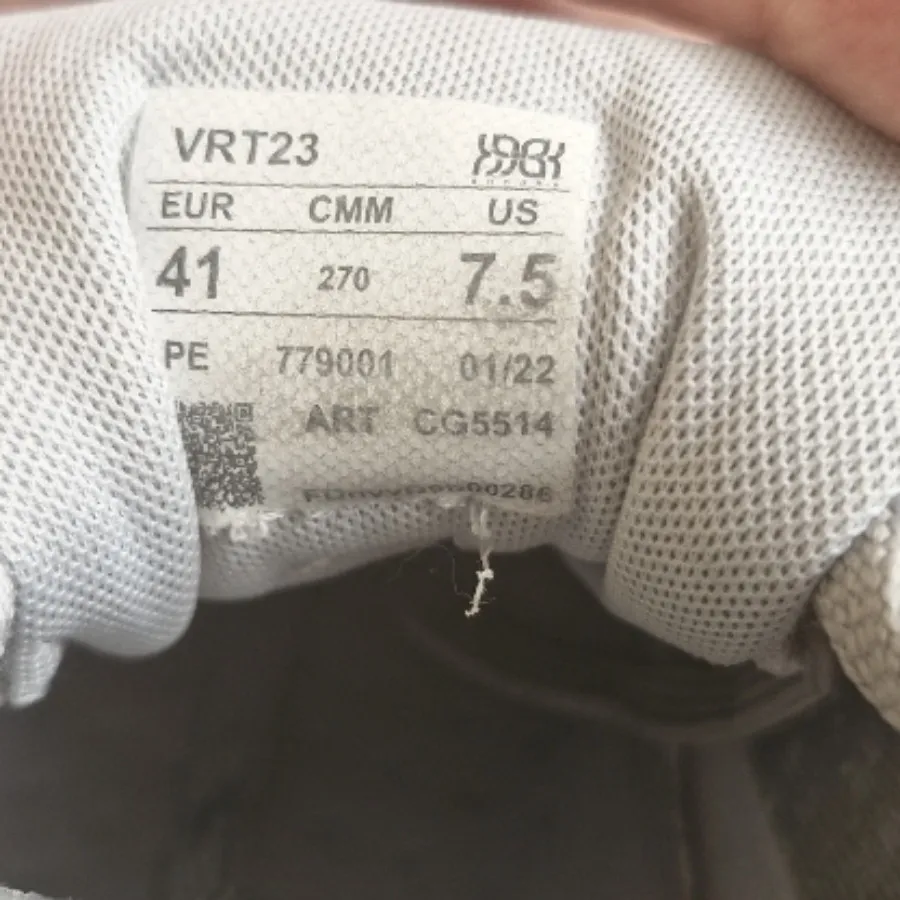 VRT23
EUR CMM US
41 270 7.5
PE 779001 01/22
ART CG5514